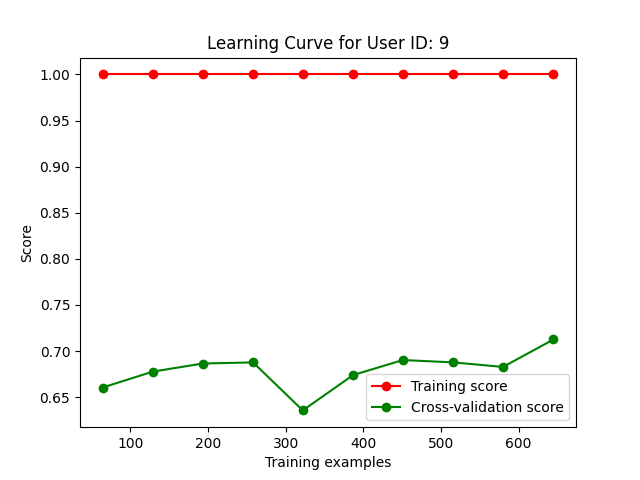 Learning Curve for User ID: 9
1.00
0.95
0.90
0.85
0.80
0.75
0.70
0.65
Score
Training score
Cross-validation score
100 200 300 400 500 600
Training examples